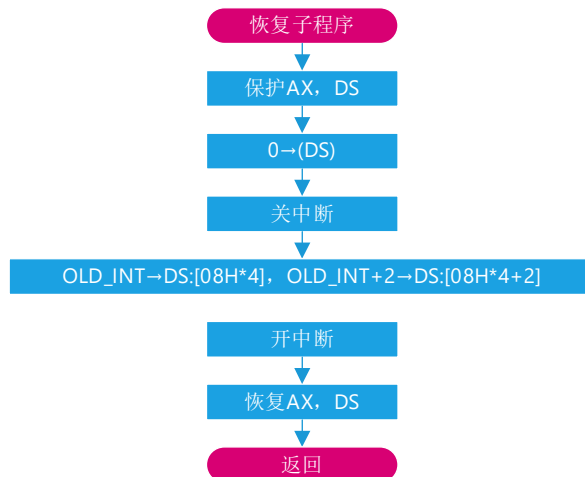 恢复子程序
保护AX，DS
0→(DS)
关中断
OLD_INT→DS:[08H*4]，OLD_INT+2→DS:[08H*4+2]
开中断
恢复AX，DS
返回